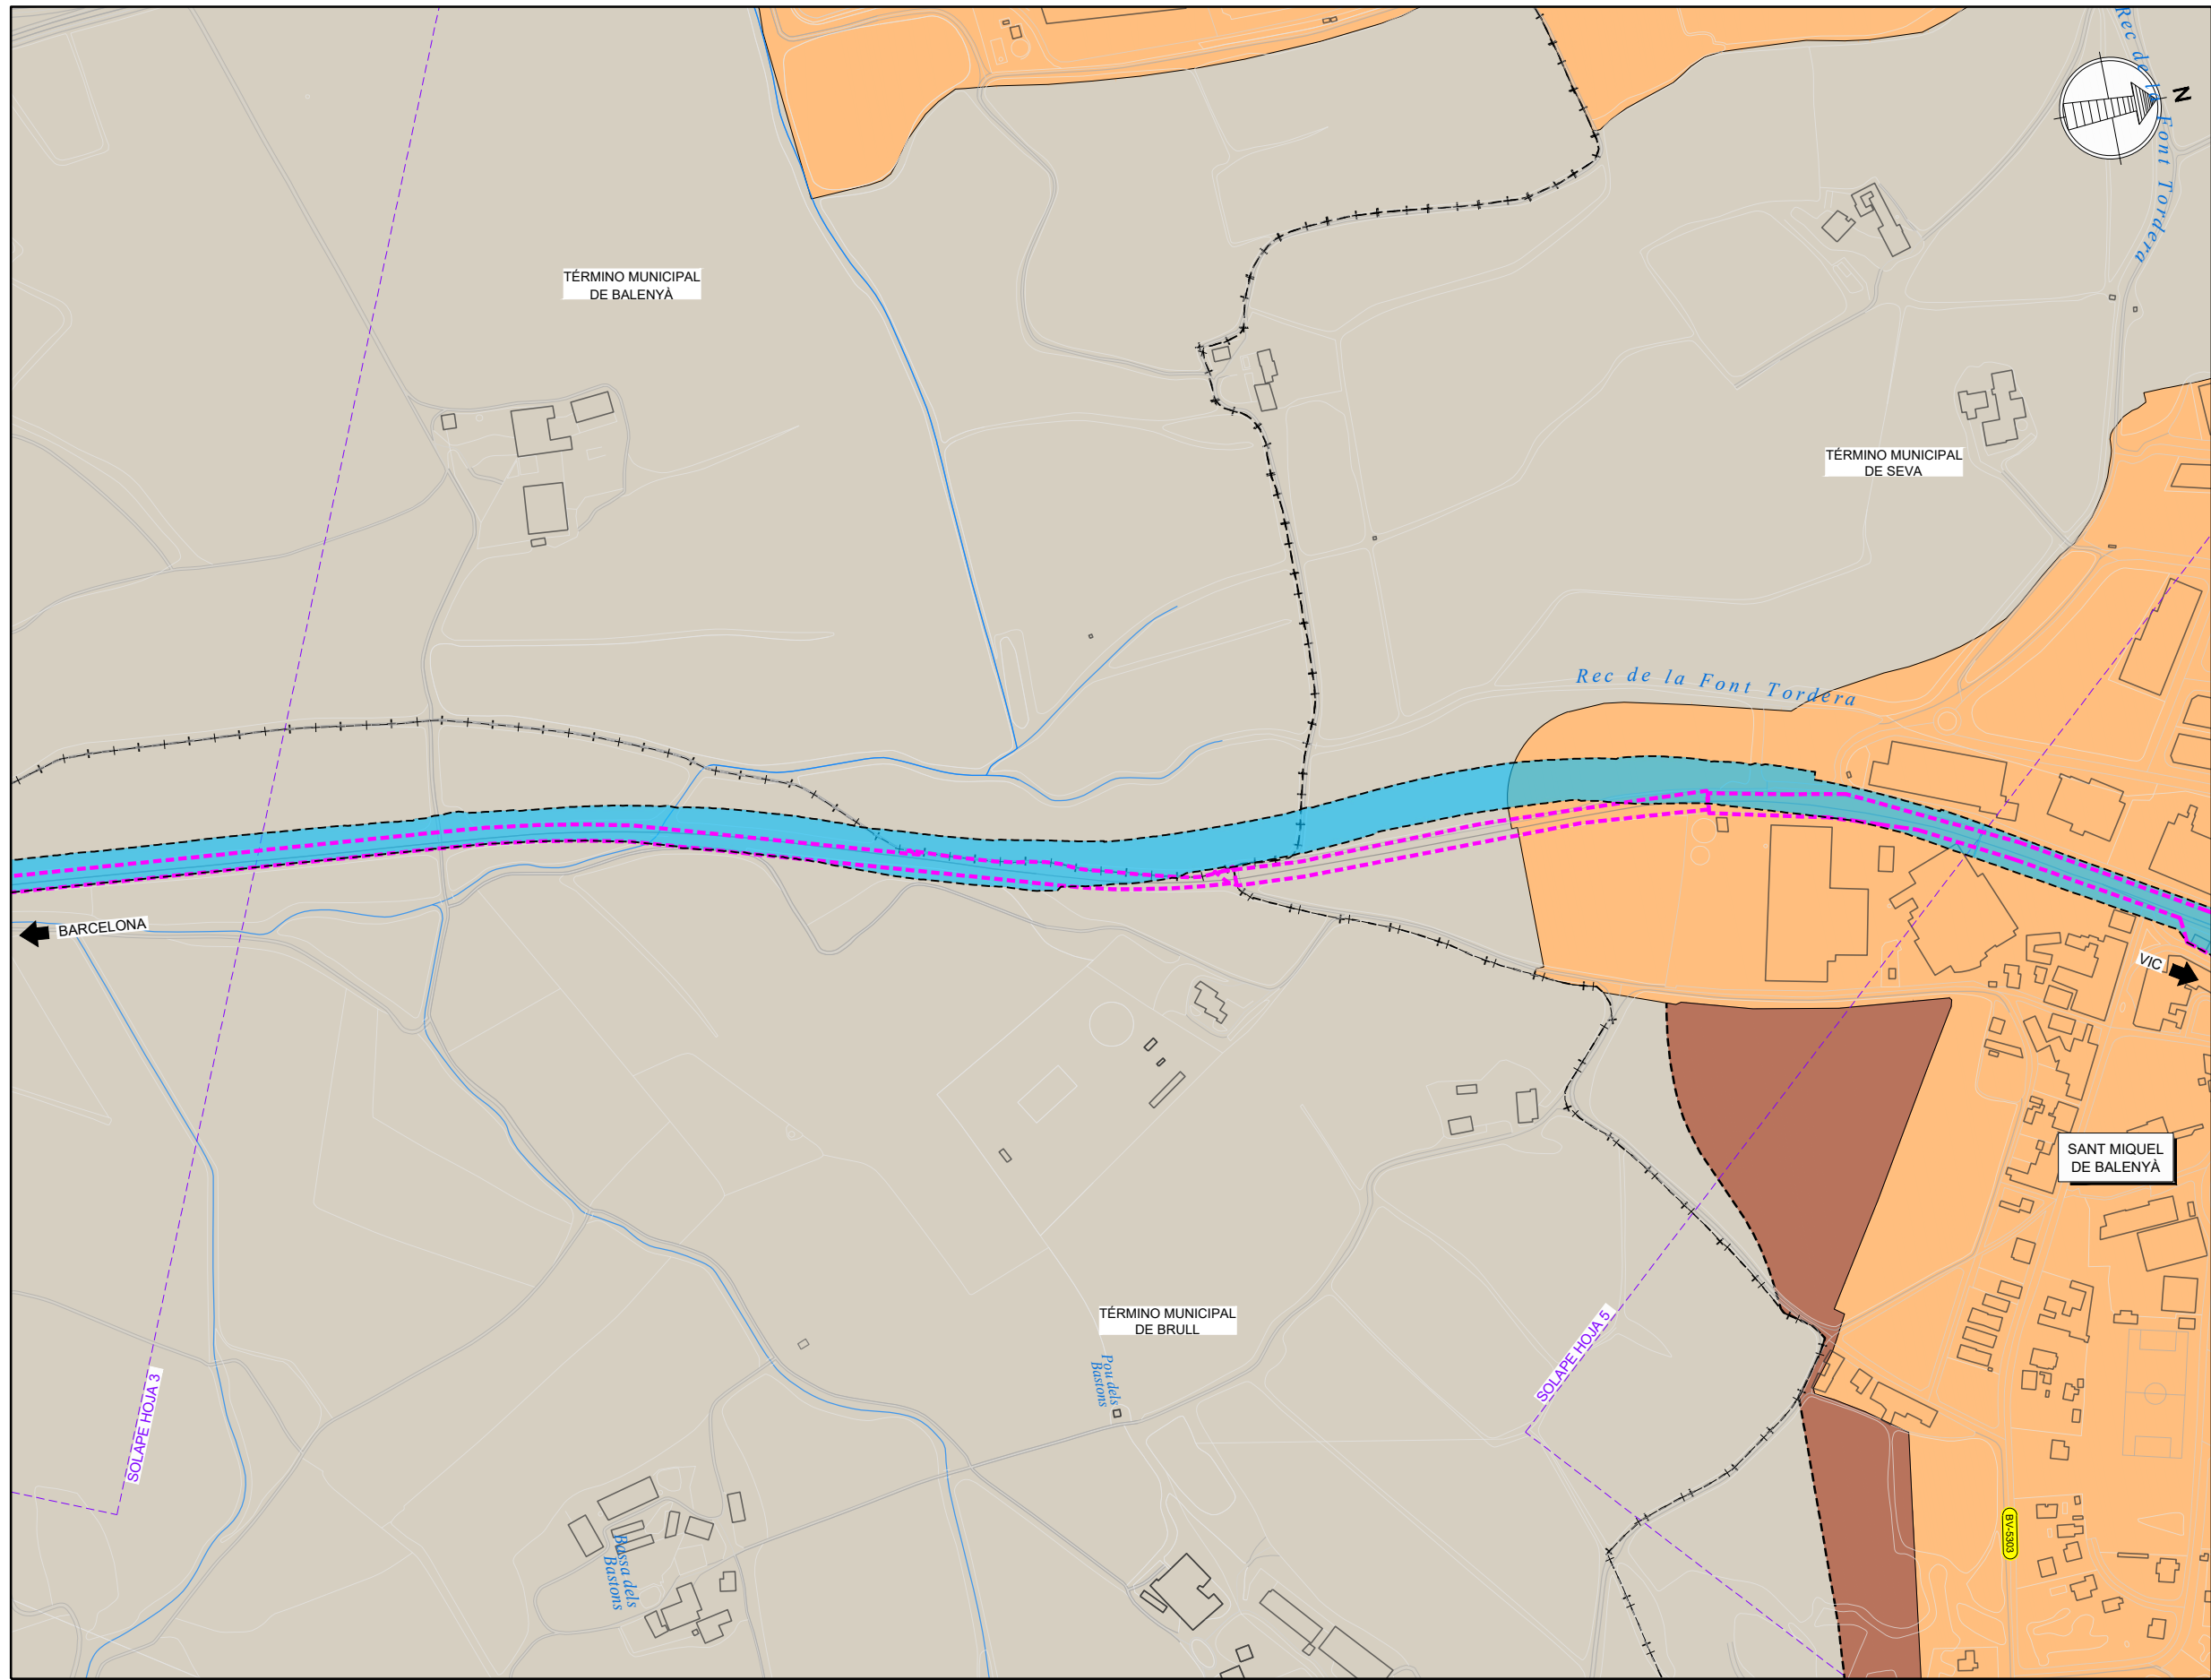 Rec de la Font Tordera
N
TÉRMINO MUNICIPAL
DE BALENYÀ
TÉRMINO MUNICIPAL
DE SEVA
Rec de la Font Tordera
BARCELONA
VIC
SANT MIQUEL
DE BALENYÀ
TÉRMINO MUNICIPAL
DE BRULL
SOLAPE HOJA 5
Pou dels
Bastons
SOLAPE HOJA 3
BV-5303
Bassa dels
Bastons